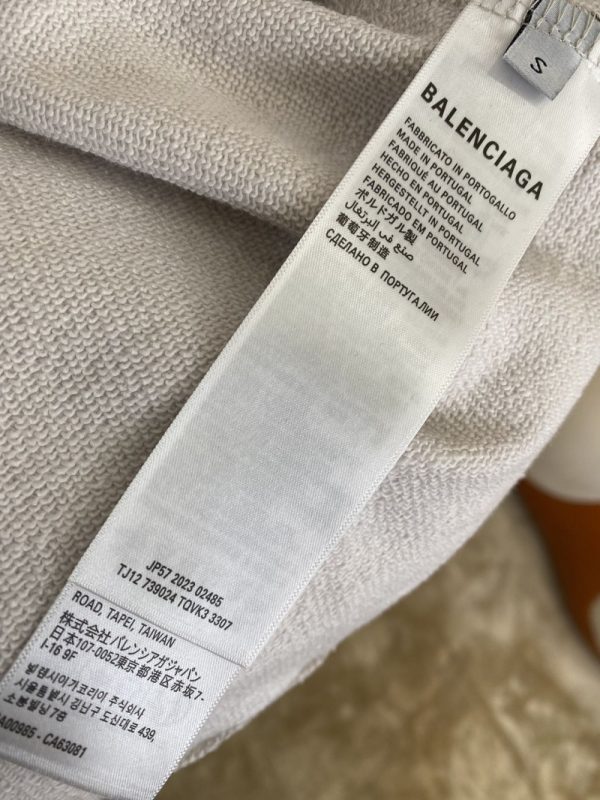 S
BALENCIAGA
FABBRICATO IN PORTOGALLO
MADE IN PORTUGAL
FABRIQUÉ AU PORTUGAL
HECHO EN PORTUGAL
HERGESTELLT IN PORTUGAL
FABRICADO EM PORTUGAL
ポルトガル製
صنع في البرتغال
葡萄牙制造
СДЕЛАНО В ПОРТУГАЛИИ
JP57 2023 02485
TJ12 739024 TQVK3 3307
ROAD, TAPEI, TAIWAN
株式会社バレンシアガジャパン
日本107-0052東京都港区赤坂7-
1-16 9F
발렌시아가코리아 주식회사
서울특별시 강남구 도산대로 439,
소봉빌딩 7층
A00985 - CA63081